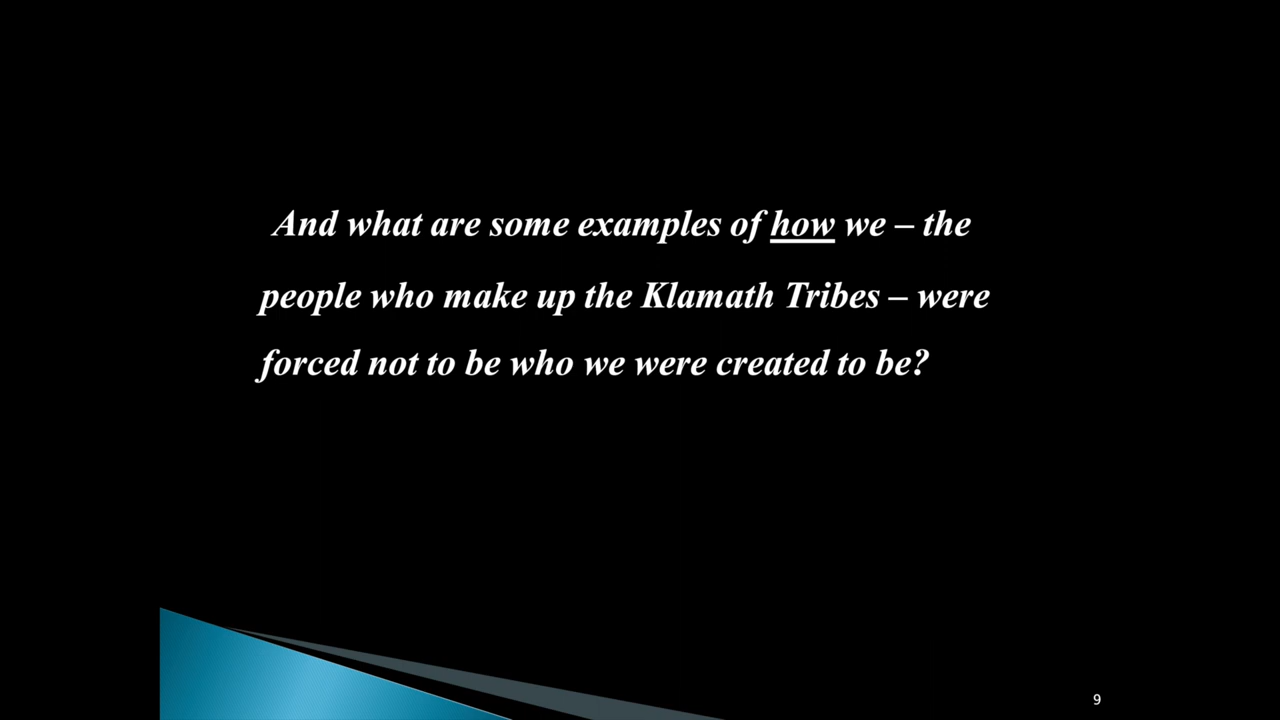 And what are some examples of how we – the
people who make up the Klamath Tribes – were
forced not to be who we were created to be?
9